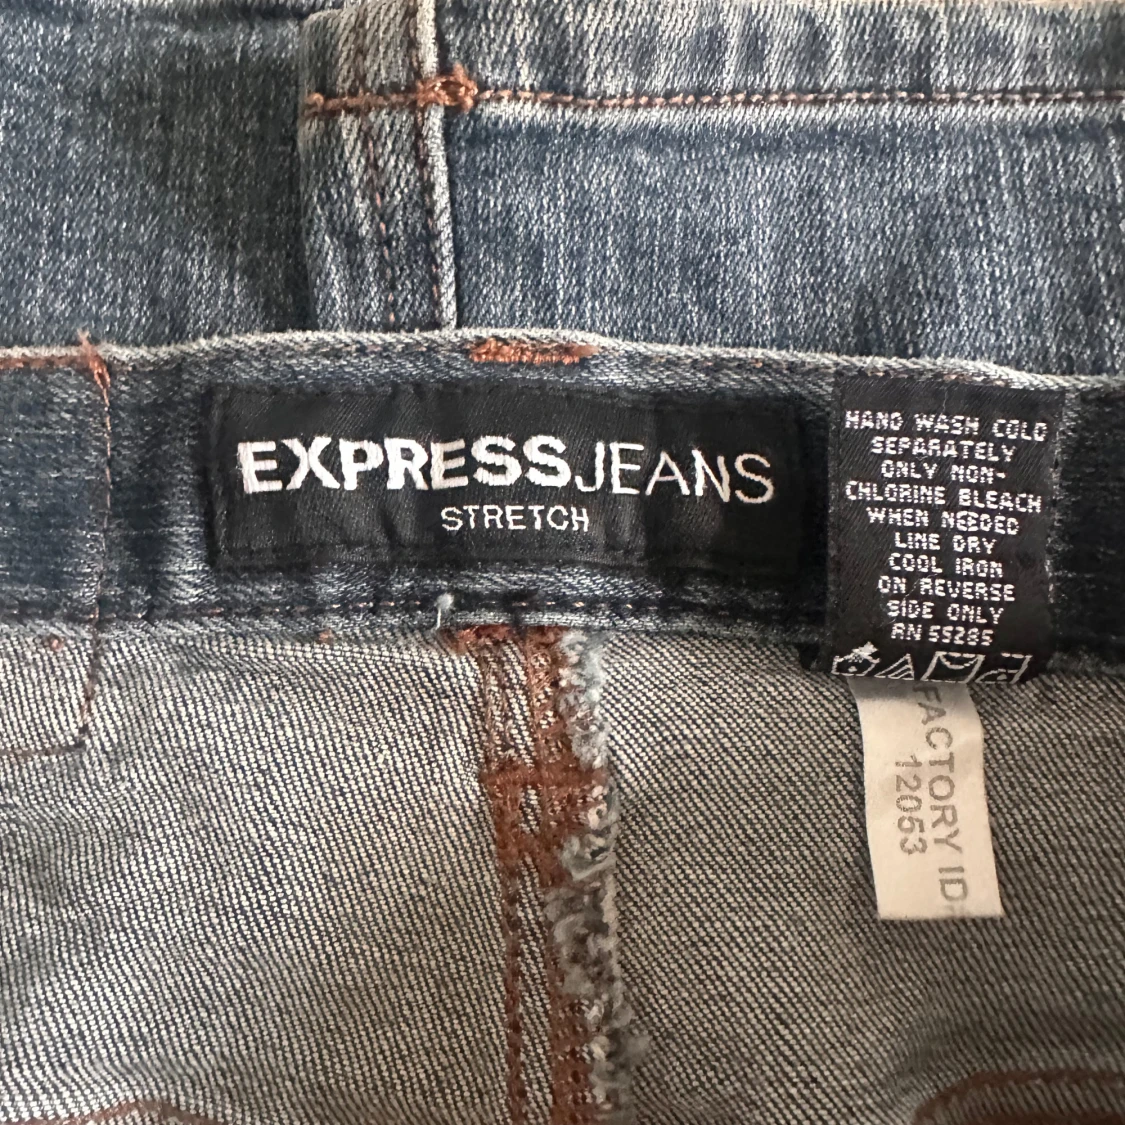 EXPRESSJEANS
STRETCH
HAND WASH COLD
SEPARATELY
ONLY NON-
CHLORINE BLEACH
WHEN NEEDED
LINE DRY
COOL IRON
ON REVERSE
SIDE ONLY
RN 55285
FACTORY ID
12053